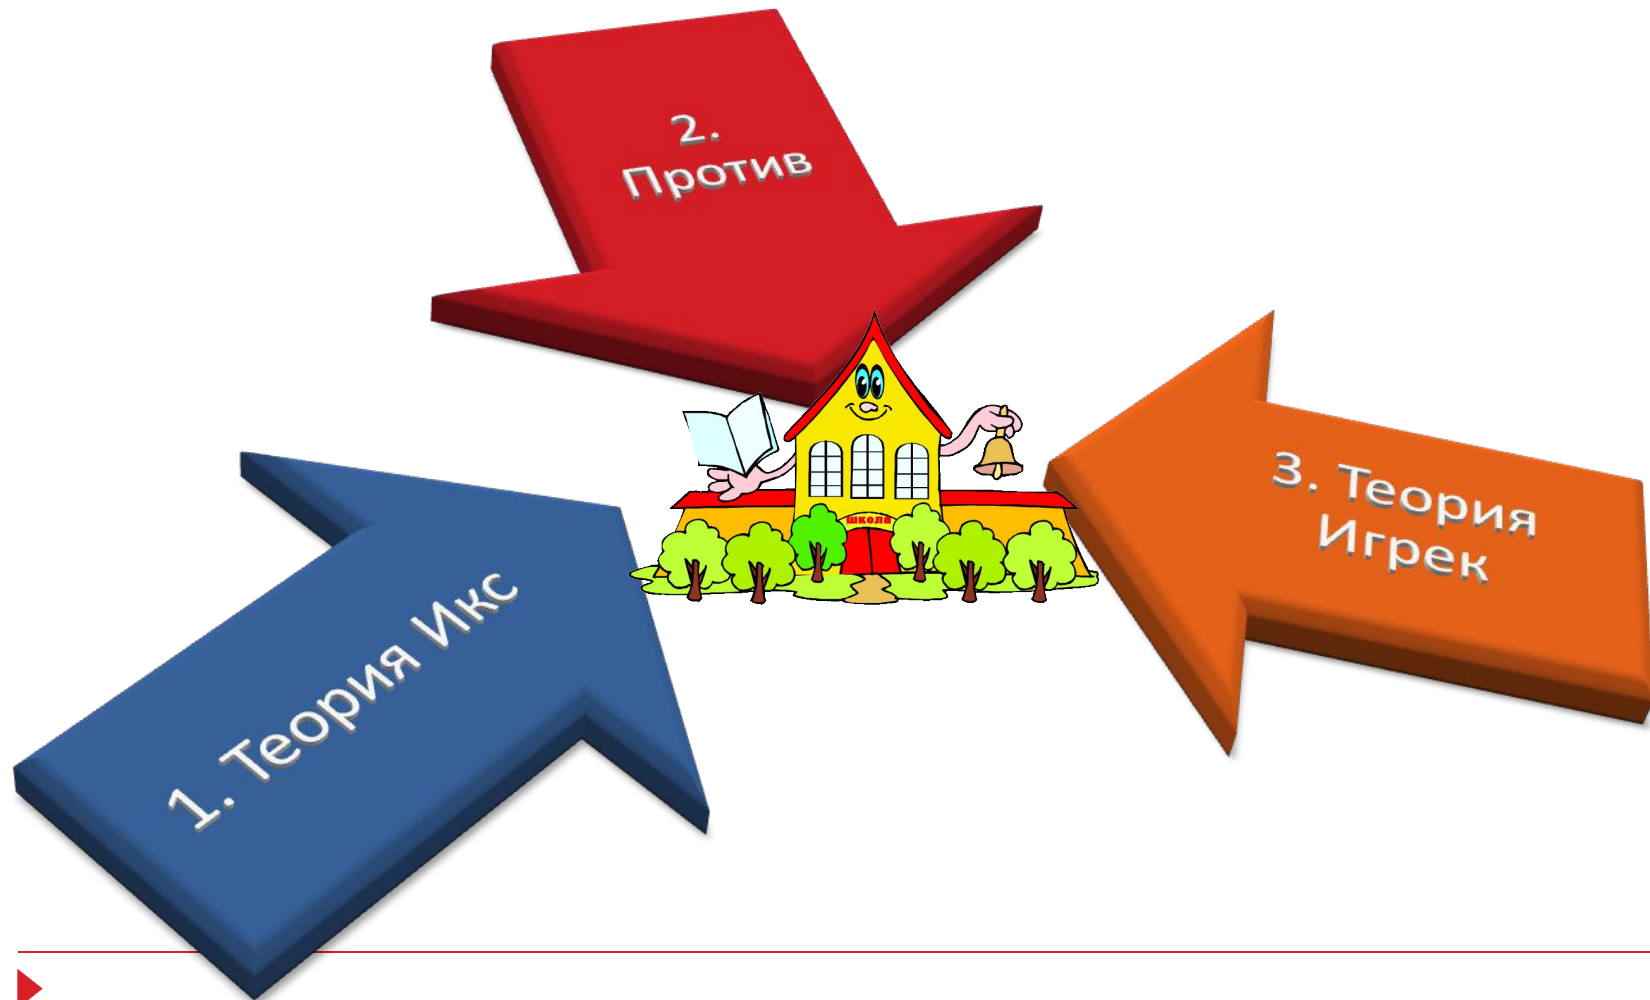 2.
Против
3. Теория
Игрек
школа
1. Теория Икс